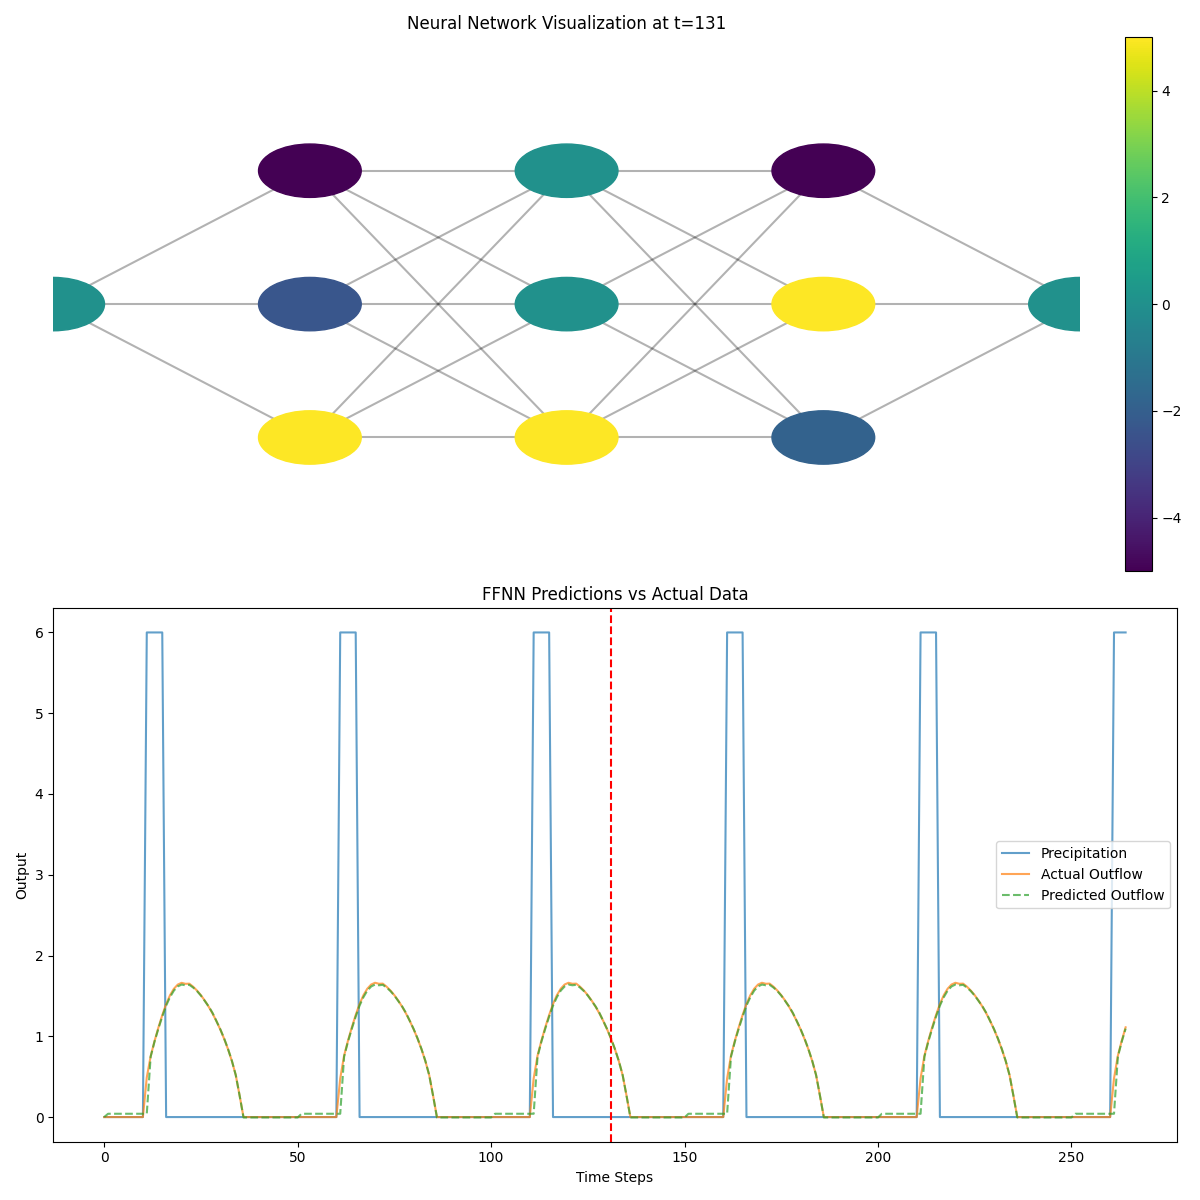 Neural Network Visualization at t=131
4
2
0
−2
−4
FFNN Predictions vs Actual Data
6
5
4
3
2
1
0
Output
Precipitation
Actual Outflow
Predicted Outflow
0 50 100 150 200 250
Time Steps